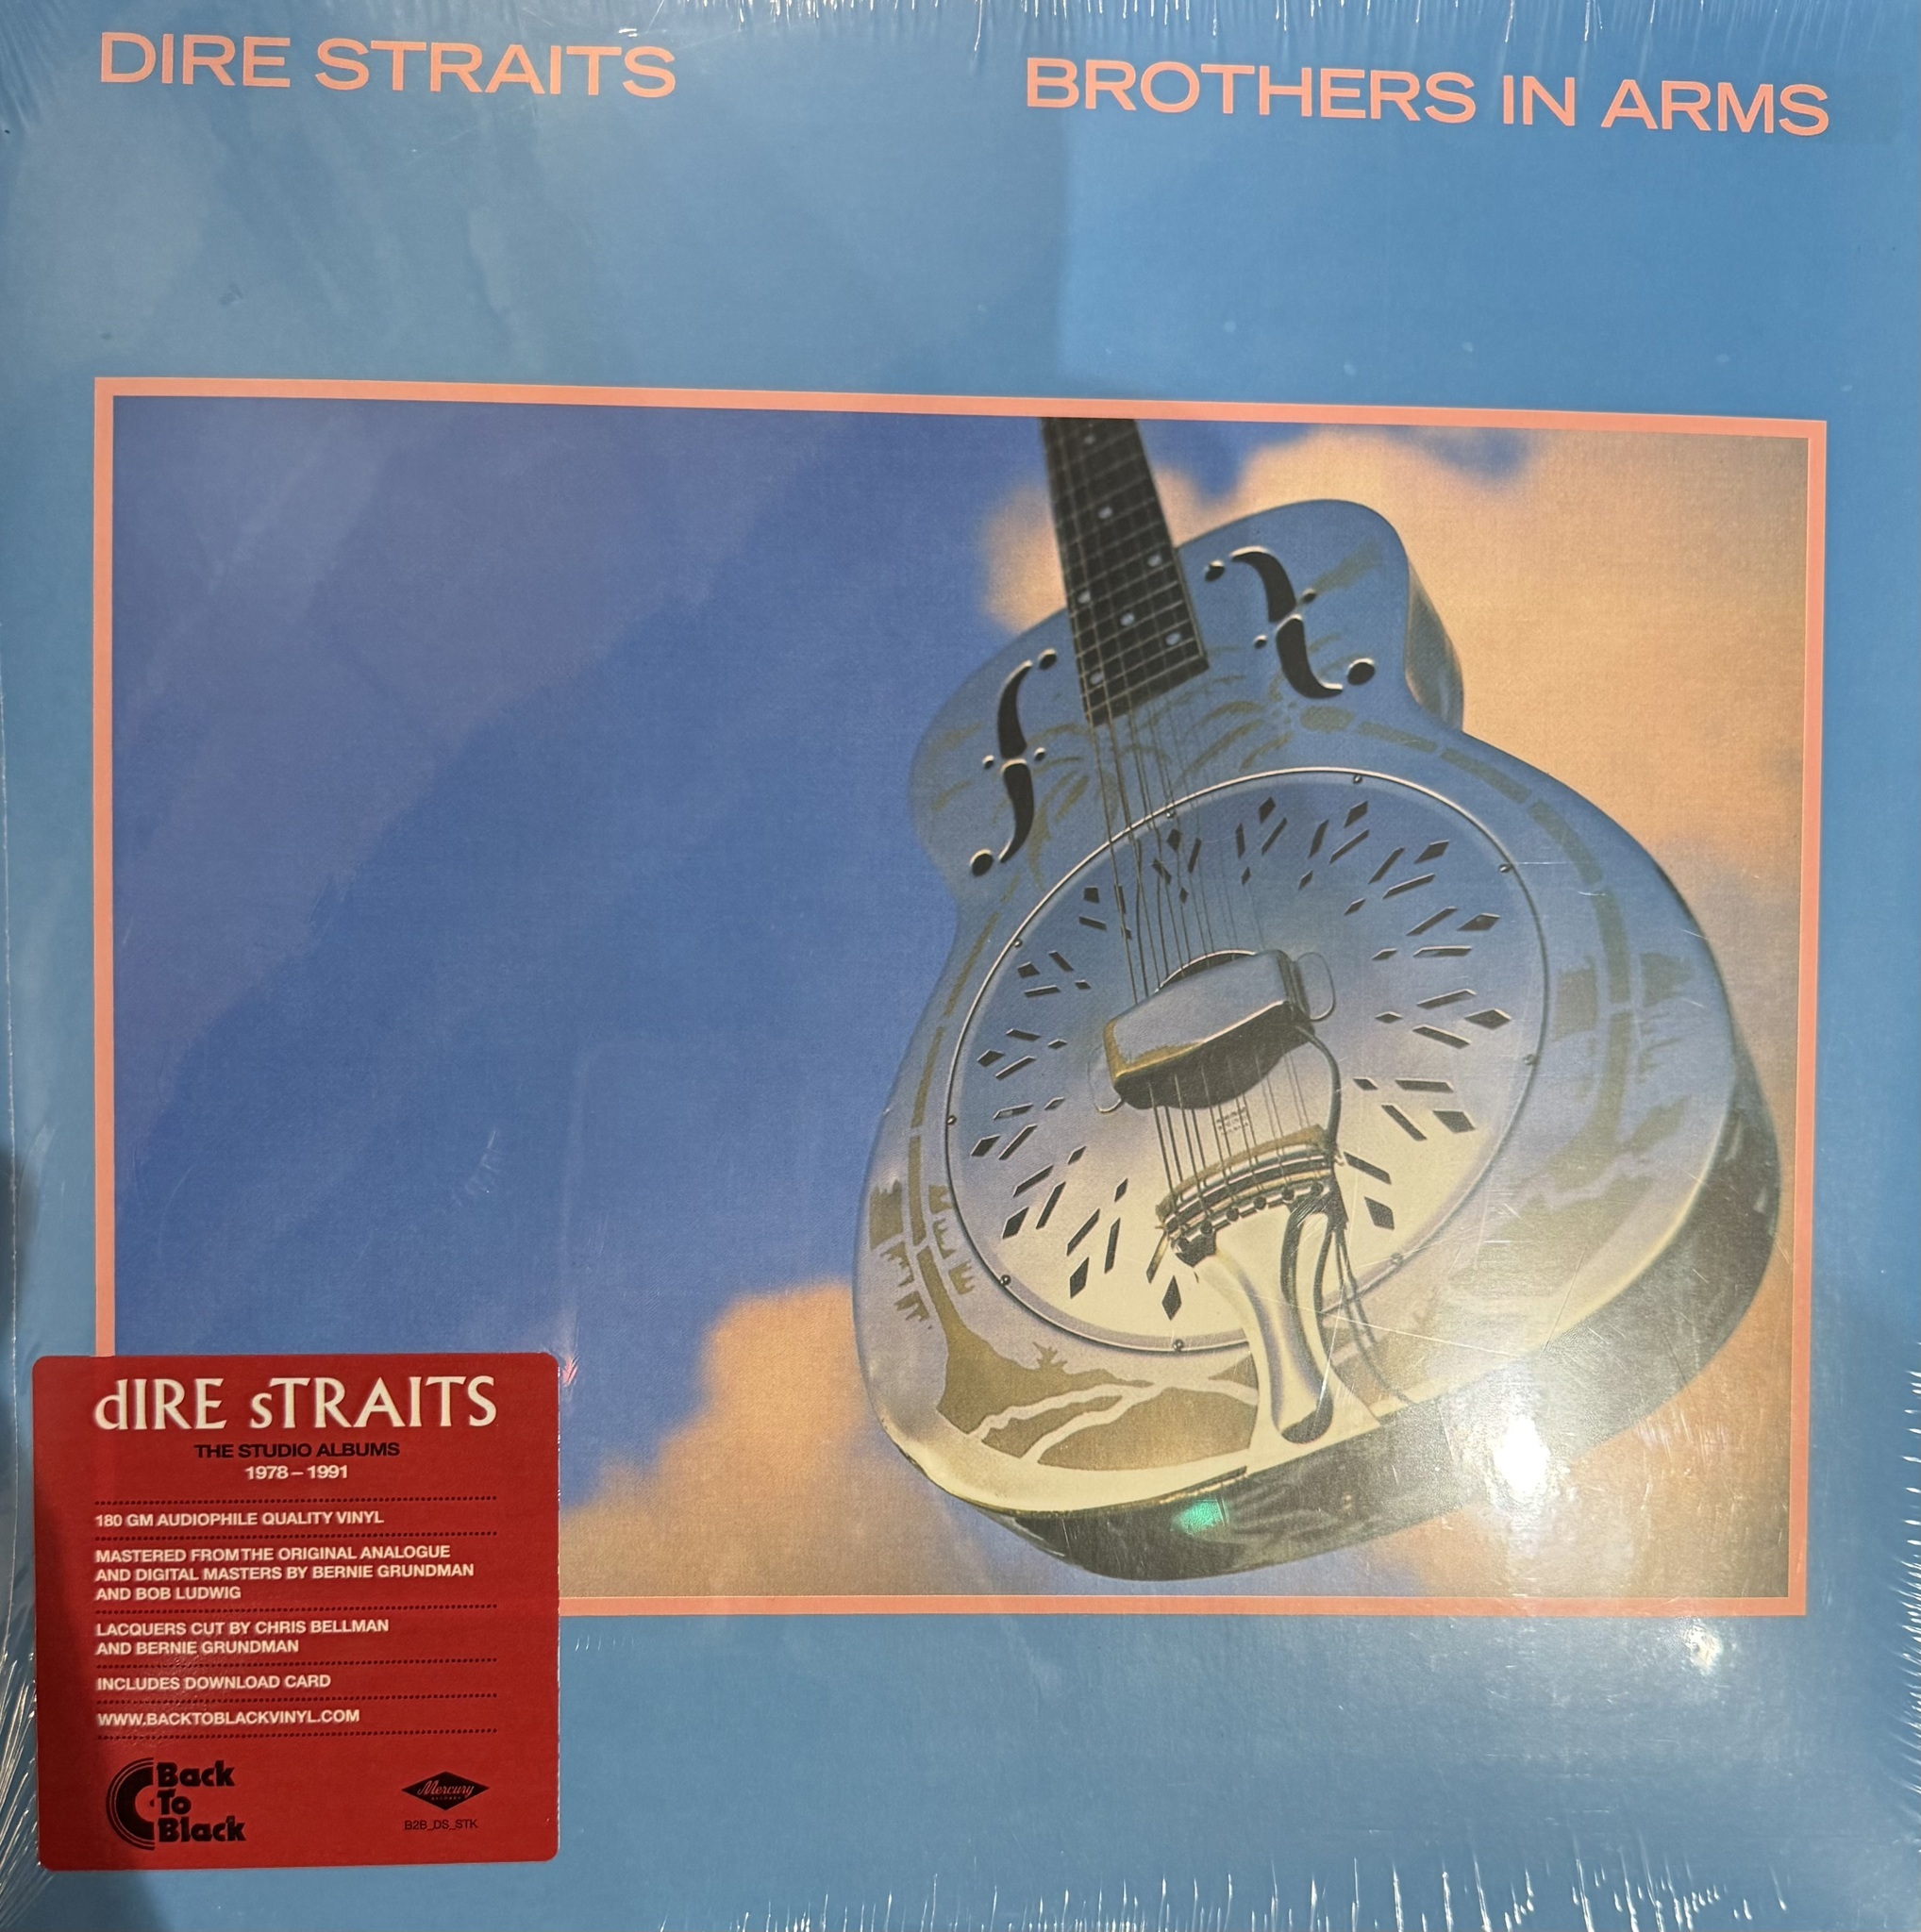 DIRE STRAITS
BROTHERS IN ARMS
dIRE sTRAITS
THE STUDIO ALBUMS
1978 – 1991
180 GM AUDIOPHILE QUALITY VINYL
MASTERED FROM THE ORIGINAL ANALOGUE
AND DIGITAL MASTERS BY BERNIE GRUNDMAN
AND BOB LUDWIG
LACQUERS CUT BY CHRIS BELLMAN
AND BERNIE GRUNDMAN
INCLUDES DOWNLOAD CARD
WWW.BACKTOBLACKVINYL.COM
Back
To
Black
Mercury
B2B_DS_STK